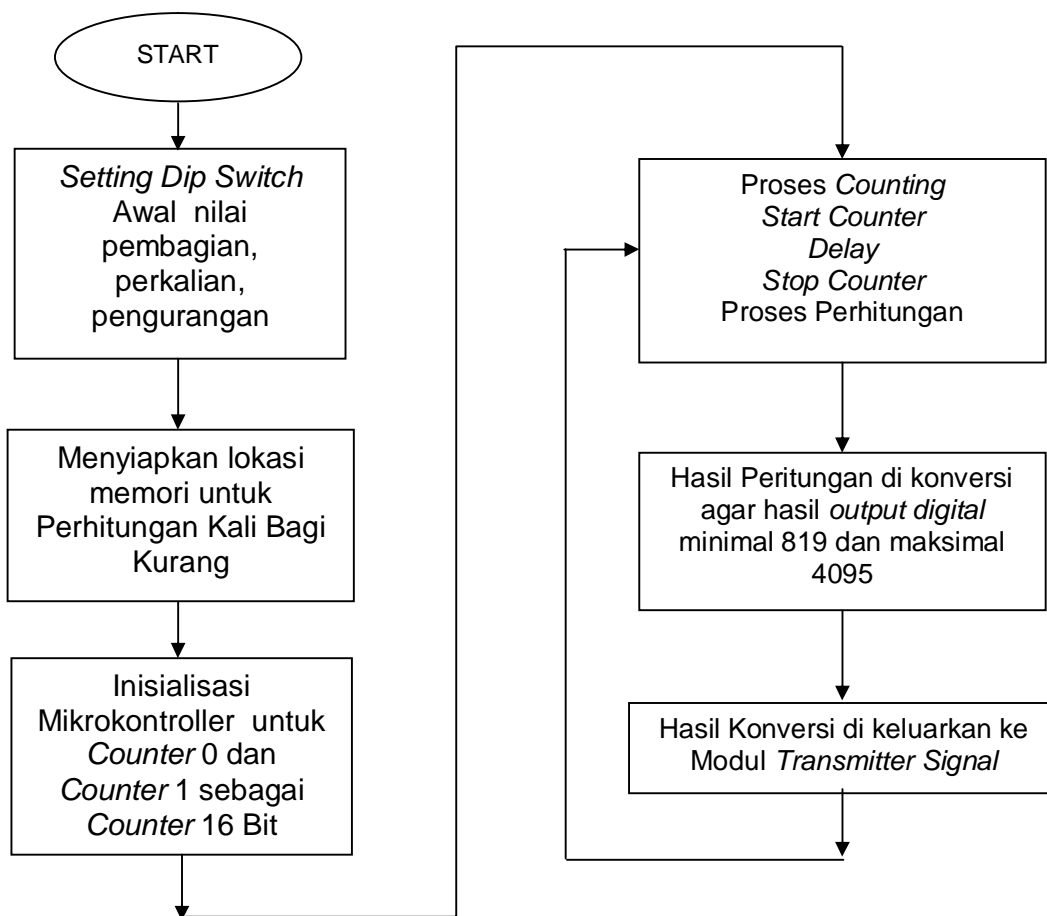 START
Setting Dip Switch
Awal nilai
pembagian,
perkalian,
pengurangan
Menyiapkan lokasi
memori untuk
Perhitungan Kali Bagi
Kurang
Inisialisasi
Mikrokontroller untuk
Counter 0 dan
Counter 1 sebagai
Counter 16 Bit
Proses Counting
Start Counter
Delay
Stop Counter
Proses Perhitungan
Hasil Peritungan di konversi
agar hasil output digital
minimal 819 dan maksimal
4095
Hasil Konversi di keluarkan ke
Modul Transmitter Signal